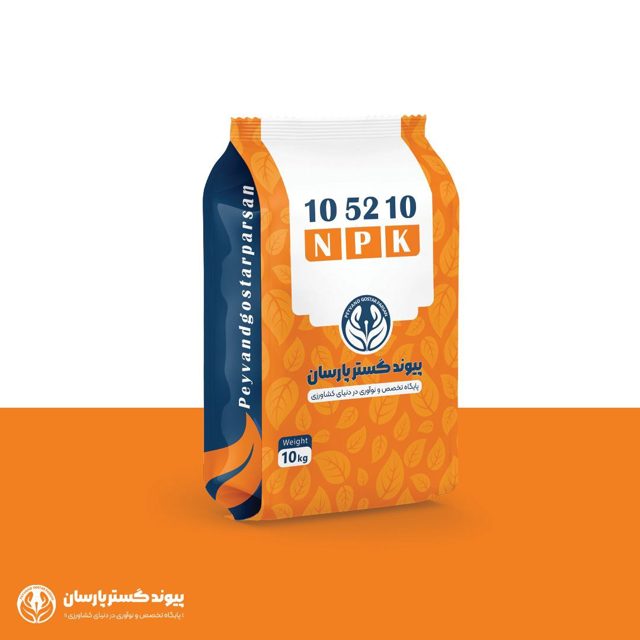 10 52 10
N P K
PEYVAND GOSTAR PARSAN
پیوند گستر پارسان
پایگاه تخصص و نوآوری در دنیای کشاورزی
Weight
10kg
Peyvandgostarparsan
پیوند گستر پارسان
«پایگاه تخصص و نوآوری در دنیای کشاورزی»